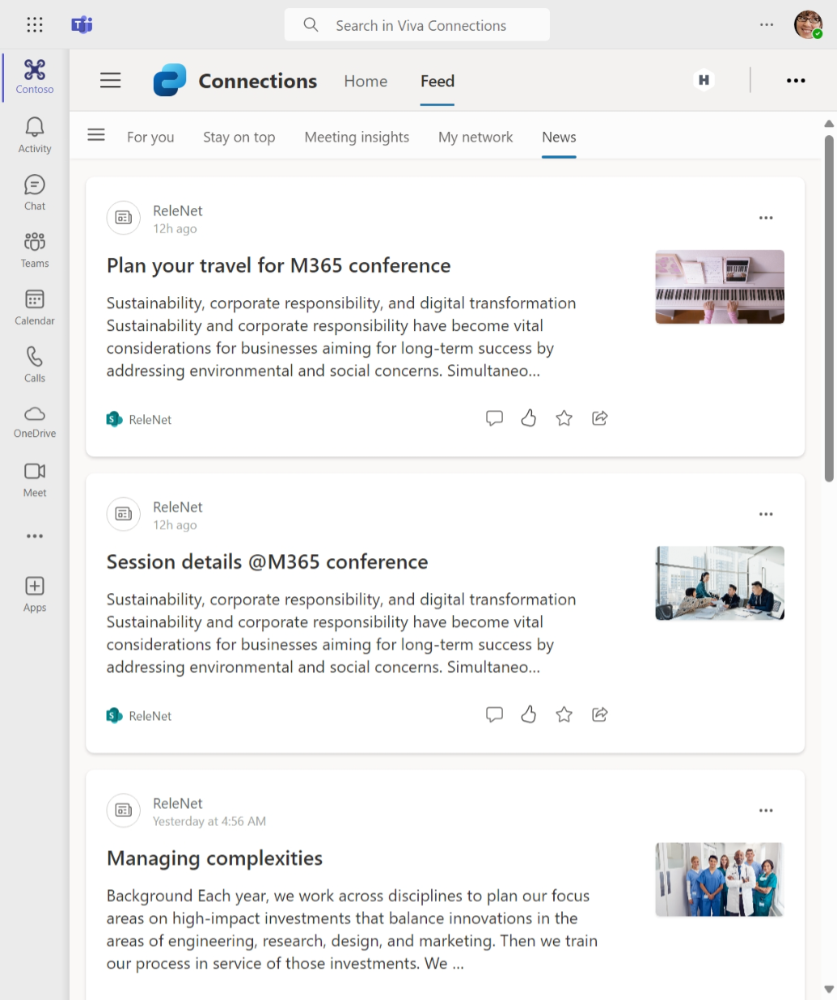 Search in Viva Connections
Contoso
Activity
Chat
Teams
Calendar
Calls
OneDrive
Meet
Apps
Connections
Home
Feed
H
For you
Stay on top
Meeting insights
My network
News
ReleNet
12h ago
Plan your travel for M365 conference
Sustainability, corporate responsibility, and digital transformation
Sustainability and corporate responsibility have become vital
considerations for businesses aiming for long-term success by
addressing environmental and social concerns. Simultaneo...
S
ReleNet
ReleNet
12h ago
Session details @M365 conference
Sustainability, corporate responsibility, and digital transformation
Sustainability and corporate responsibility have become vital
considerations for businesses aiming for long-term success by
addressing environmental and social concerns. Simultaneo...
S
ReleNet
ReleNet
Yesterday at 4:56 AM
Managing complexities
Background Each year, we work across disciplines to plan our focus
areas on high-impact investments that balance innovations in the
areas of engineering, research, design, and marketing. Then we train
our process in service of those investments. We ...